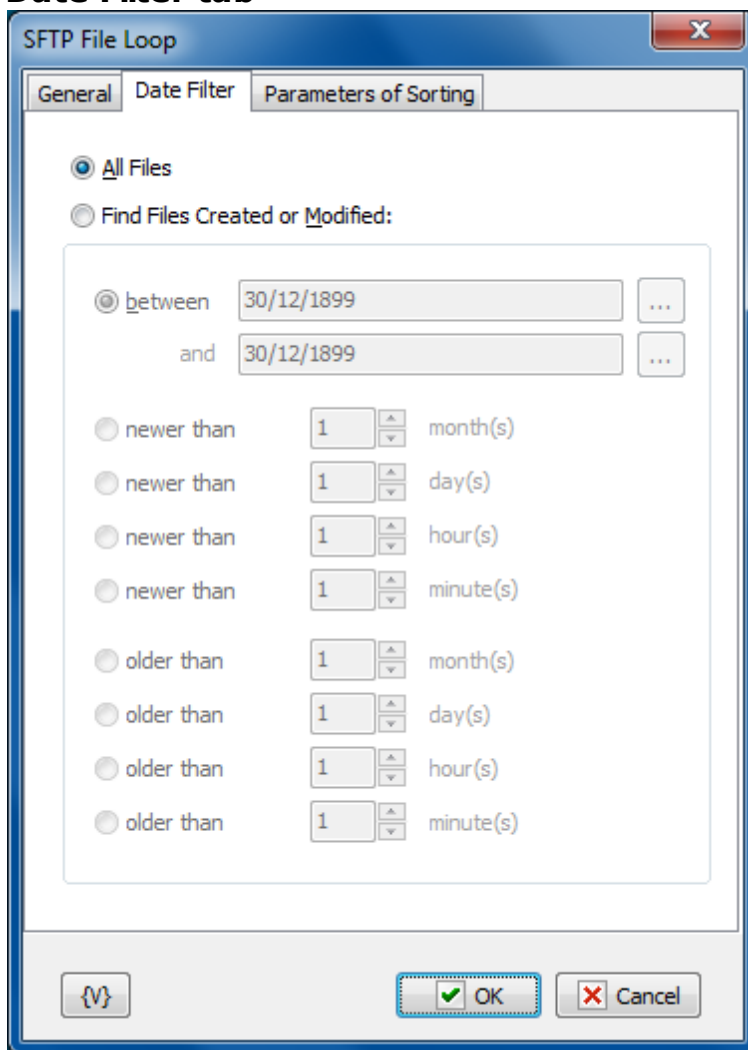 Date Filter tab
SFTP File Loop
General Date Filter Parameters of Sorting
All Files
Find Files Created or Modified:
between 30/12/1899 ...
and 30/12/1899 ...
newer than 1 month(s)
newer than 1 day(s)
newer than 1 hour(s)
newer than 1 minute(s)
older than 1 month(s)
older than 1 day(s)
older than 1 hour(s)
older than 1 minute(s)
{V} OK Cancel